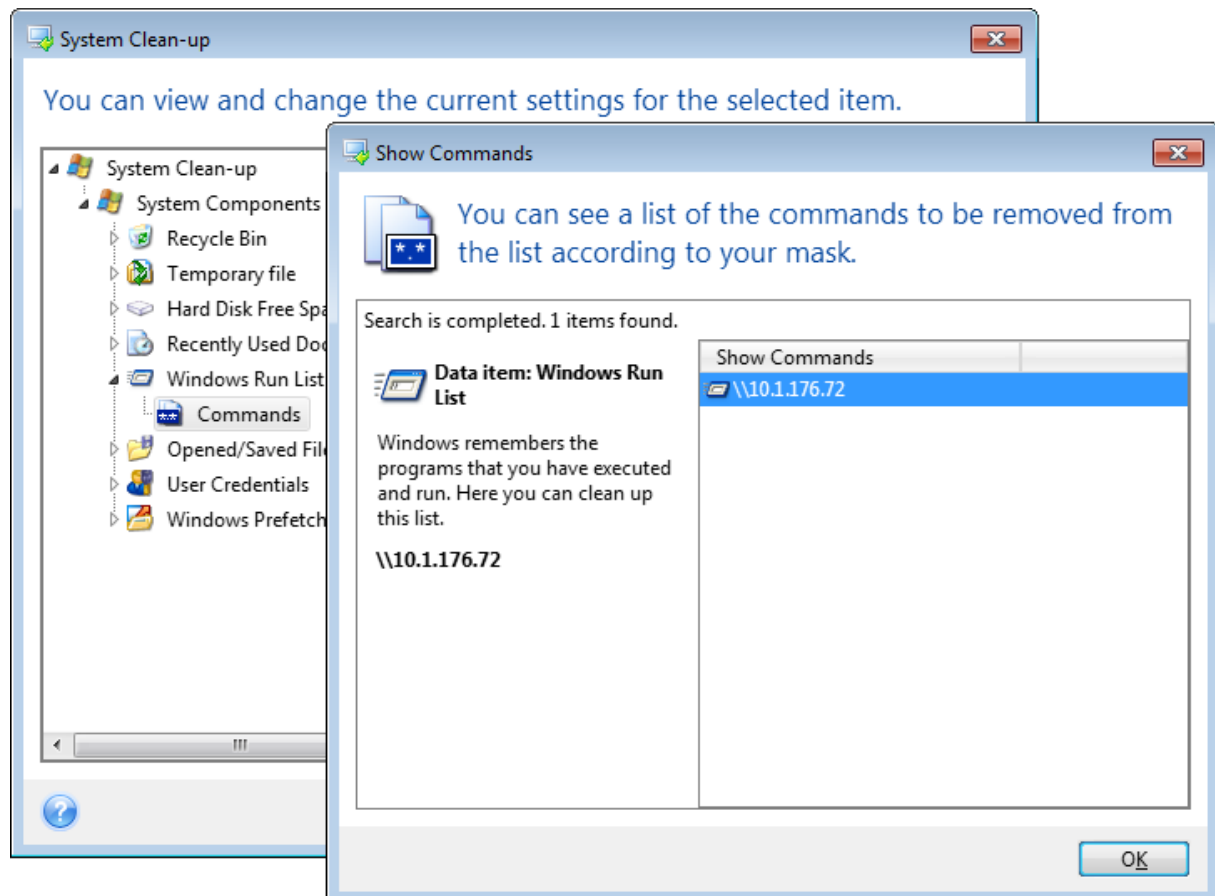 System Clean-up
You can view and change the current settings for the selected item.
System Clean-up
System Components
Recycle Bin
Temporary file
Hard Disk Free Spa
Recently Used Doc
Windows Run List
Commands
Opened/Saved File
User Credentials
Windows Prefetch
Show Commands
*.*
You can see a list of the commands to be removed from
the list according to your mask.
Search is completed. 1 items found.
Data item: Windows Run
List
Windows remembers the
programs that you have executed
and run. Here you can clean up
this list.
\\10.1.176.72
Show Commands
\\10.1.176.72
OK